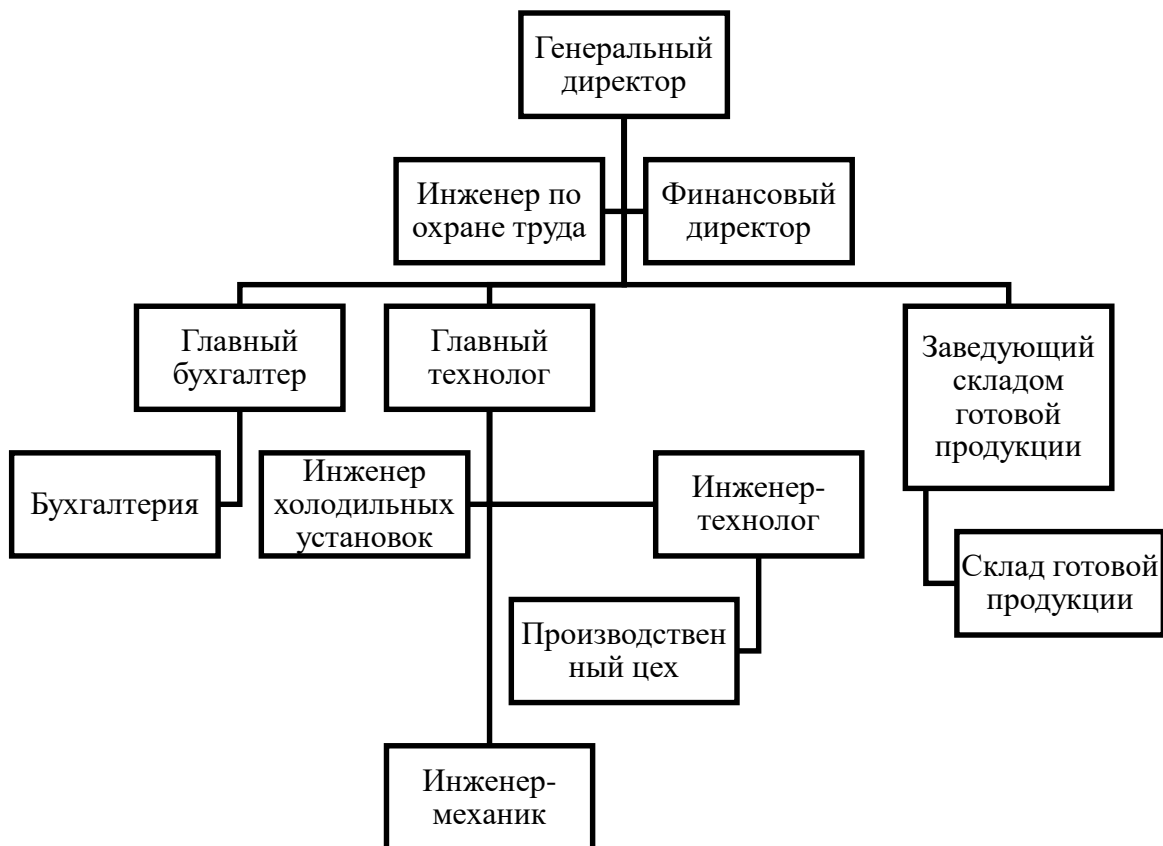 Генеральный
директор
Инженер по
охране труда
Финансовый
директор
Главный
бухгалтер
Главный
технолог
Заведующий
складом
готовой
продукции
Бухгалтерия
Инженер
холодильных
установок
Инженер-
технолог
Склад готовой
продукции
Производствен
ный цех
Инженер-
механик